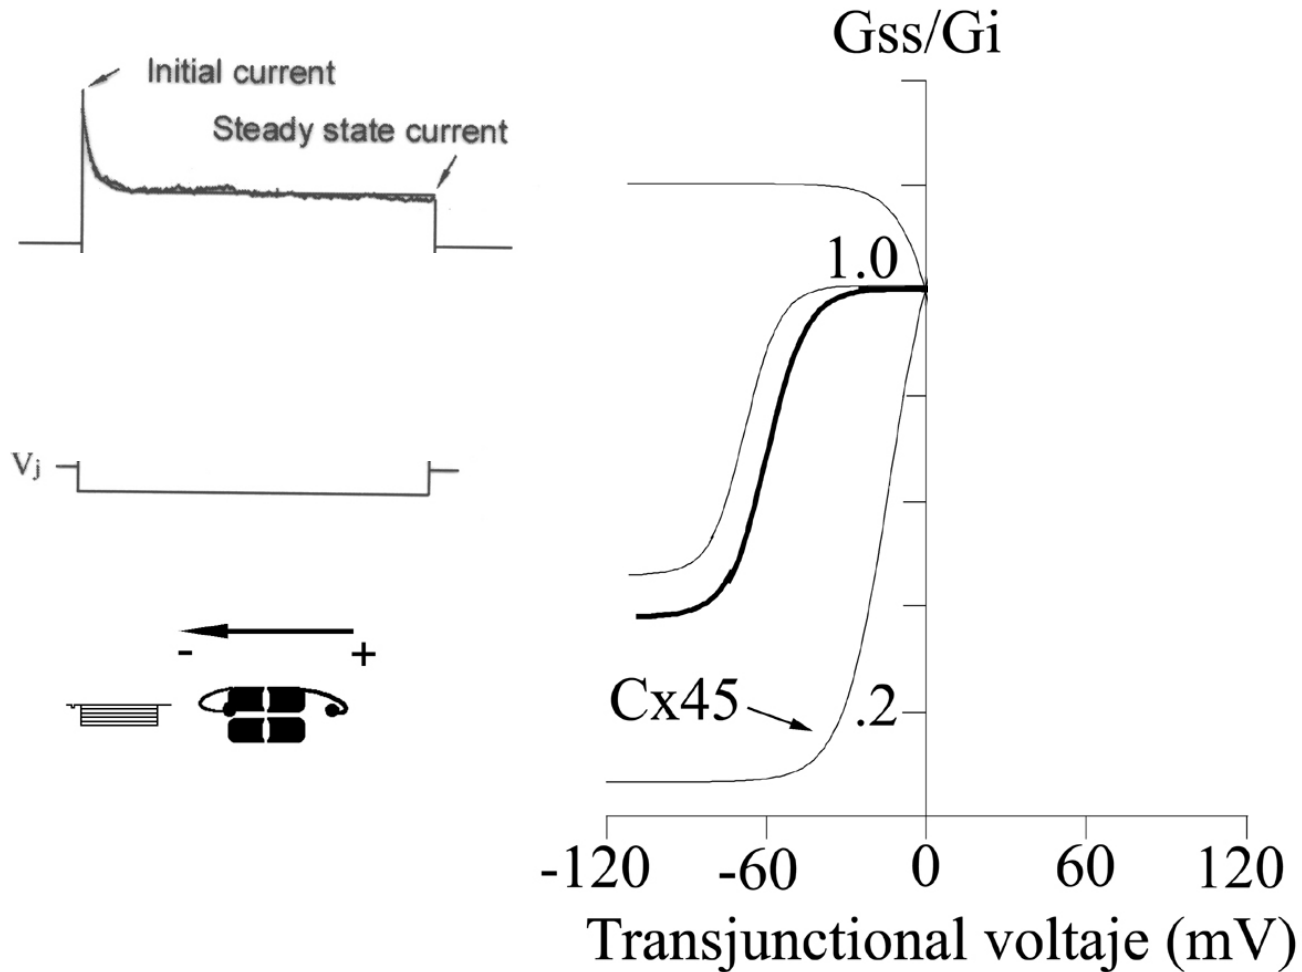 Gss/Gi
Initial current
Steady state current
1.0
Vj
- +
Cx45
.2
-120 -60 0 60 120
Transjunctional voltaje (mV)